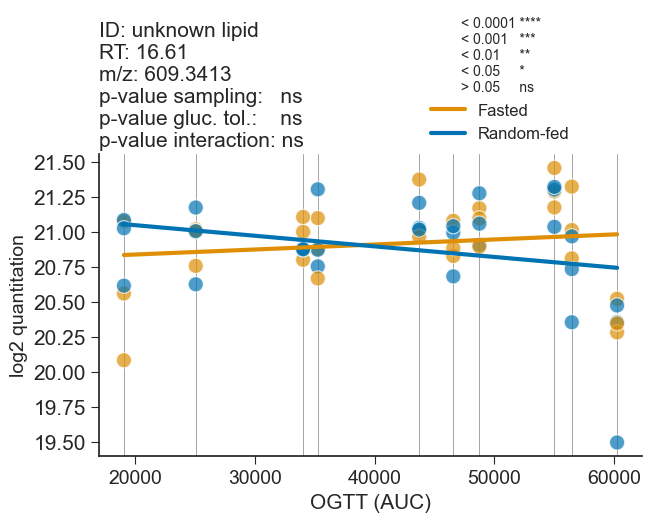 ID: unknown lipid
RT: 16.61
m/z: 609.3413
p-value sampling: ns
p-value gluc. tol.: ns
p-value interaction: ns
< 0.0001 ****
< 0.001 ***
< 0.01 **
< 0.05 *
> 0.05 ns
Fasted
Random-fed
21.50
21.25
21.00
20.75
20.50
20.25
20.00
19.75
19.50
log2 quantitation
20000 30000 40000 50000 60000
OGTT (AUC)